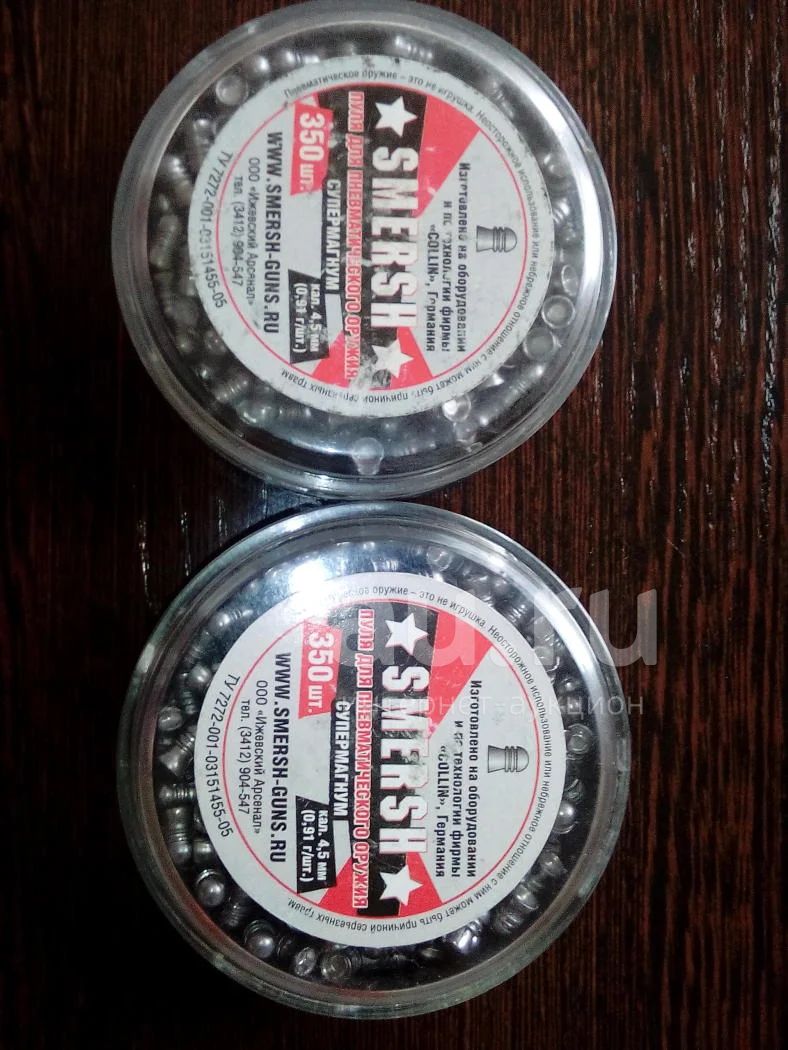 Пневматическое оружие – это не игрушка. Неосторожное использование или небрежное отношение с ним может быть причиной серьезных травм.
Изготовлено на оборудовании
и по технологии фирмы
«COLLIN», Германия
SMERSH
ПУЛЯ ДЛЯ ПНЕВМАТИЧЕСКОГО ОРУЖИЯ
СУПЕРМАГНУМ
350 шт.
кал. 4,5 мм
(0,91 г/шт.)
WWW.SMERSH-GUNS.RU
ООО «Ижевский Арсенал»
тел. (3412) 904-547
ТУ 7272-001-03151455-05
оружие – это не игрушка. Неосторожное использование или небрежное отношение с ним может быть причиной серьезных травм.
Изготовлено на оборудовании
и по технологии фирмы
«COLLIN», Германия
SMERSH
ПУЛЯ ДЛЯ ПНЕВМАТИЧЕСКОГО ОРУЖИЯ
СУПЕРМАГНУМ
350 шт.
кал. 4,5 мм
(0,91 г/шт.)
WWW.SMERSH-GUNS.RU
ООО «Ижевский Арсенал»
тел. (3412) 904-547
ТУ 7272-001-03151455-05
au.ru
интернет-аукцион